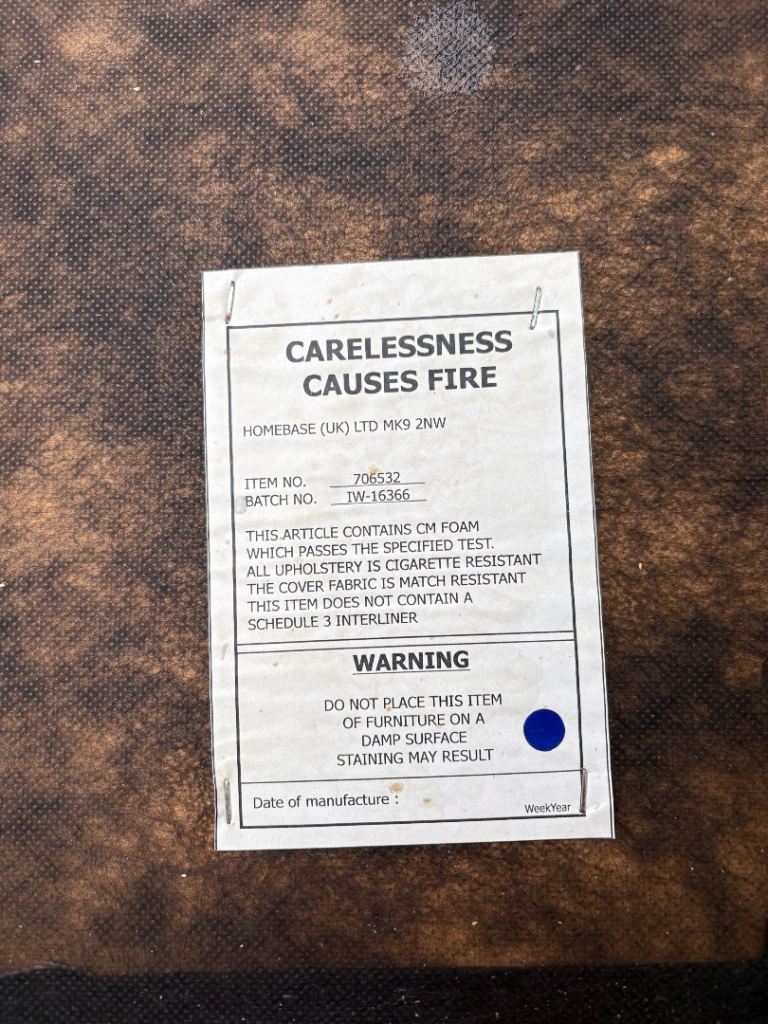 CARELESSNESS
CAUSES FIRE
HOMEBASE (UK) LTD MK9 2NW
ITEM NO. 706532
BATCH NO. IW-16366
THIS ARTICLE CONTAINS CM FOAM
WHICH PASSES THE SPECIFIED TEST.
ALL UPHOLSTERY IS CIGARETTE RESISTANT
THE COVER FABRIC IS MATCH RESISTANT
THIS ITEM DOES NOT CONTAIN A
SCHEDULE 3 INTERLINER
WARNING
DO NOT PLACE THIS ITEM
OF FURNITURE ON A
DAMP SURFACE
STAINING MAY RESULT
Date of manufacture :
WeekYear